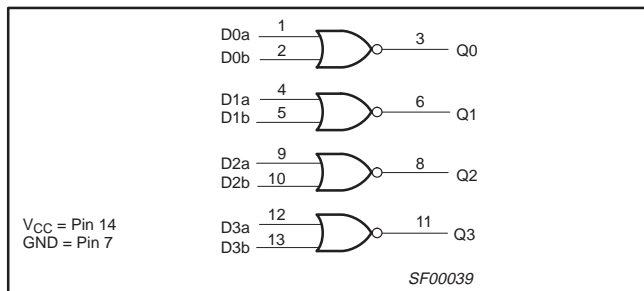 D0a 1
D0b 2 3 Q0
D1a 4
D1b 5 6 Q1
D2a 9
D2b 10 8 Q2
D3a 12
D3b 13 11 Q3
VCC = Pin 14
GND = Pin 7
SF00039